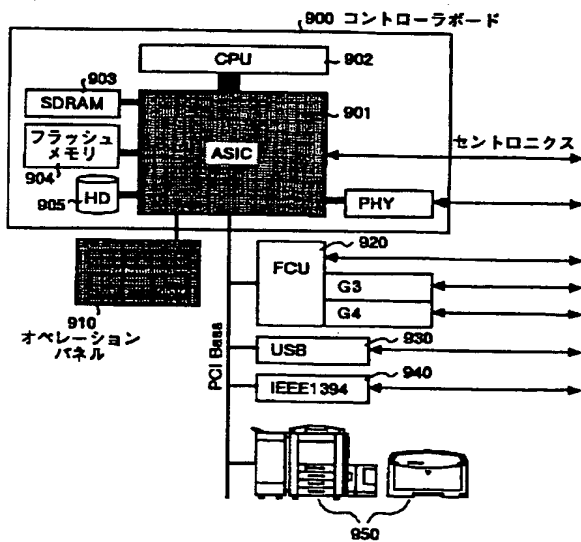 900 コントローラボード
CPU
902
903
SDRAM
901
フラッシュ
メモリ
904
ASIC
セントロニクス
HD
905
PHY
920
FCU
G3
G4
910
オペレーション
パネル
PCI Bass
930
USB
940
IEEE1394
950